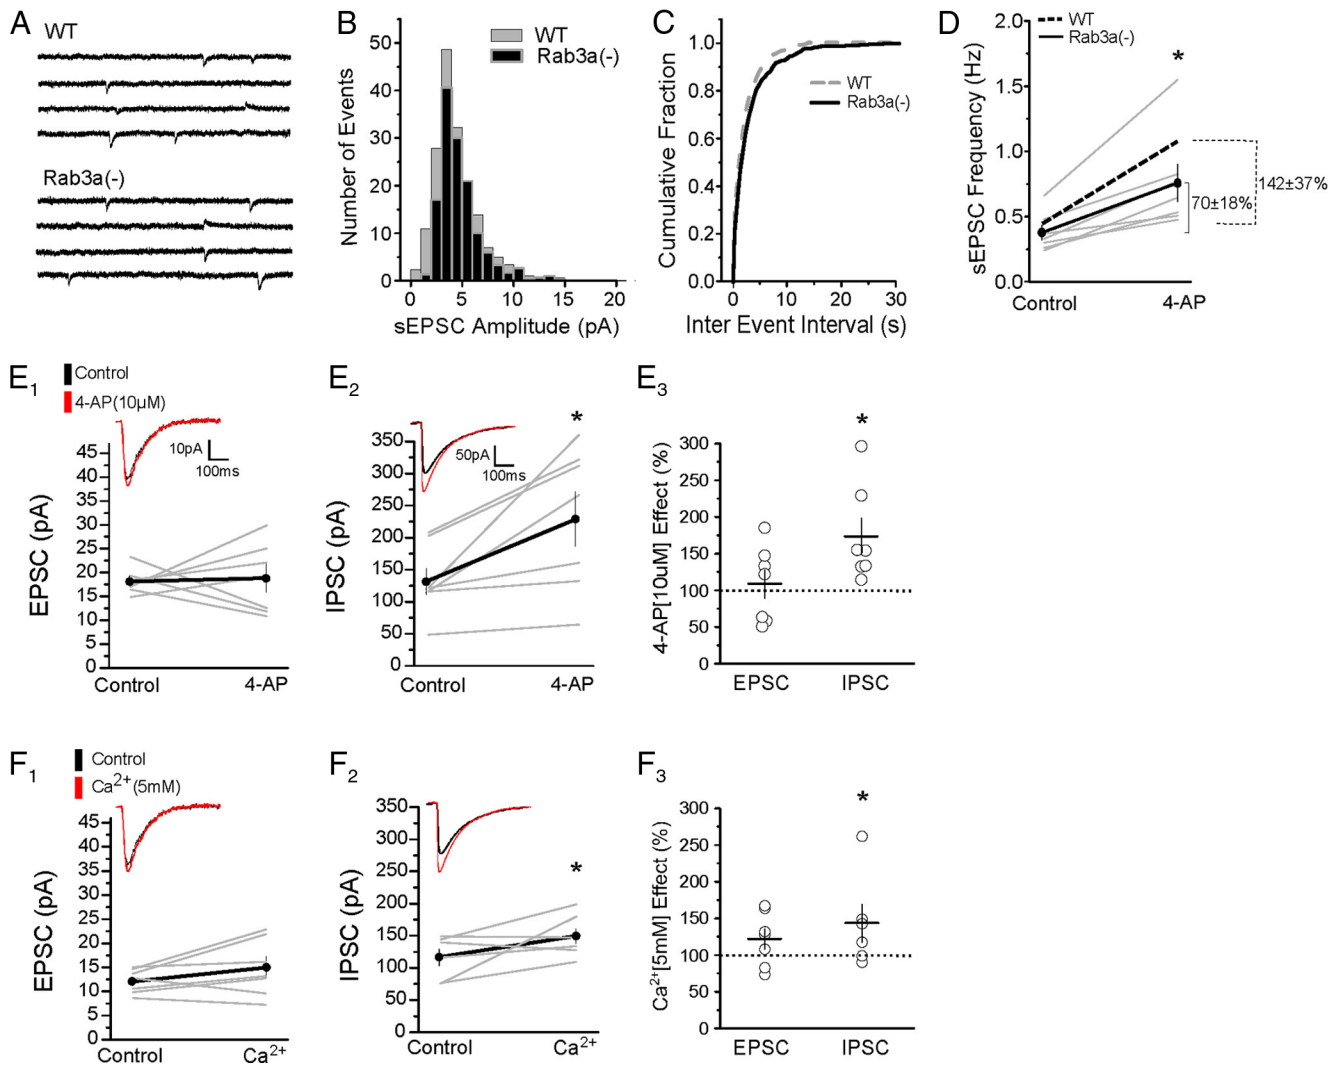 A
WT
Rab3a(-)
B
WT
Rab3a(-)
50
40
30
20
10
0
Number of Events
0 5 10 15 20
sEPSC Amplitude (pA)
C
1.0
0.8
0.6
0.4
0.2
0.0
Cumulative Fraction
WT
Rab3a(-)
0 10 20 30
Inter Event Interval (s)
D
WT
Rab3a(-)
*
2.0
1.5
1.0
0.5
0.0
sEPSC Frequency (Hz)
70±18%
142±37%
Control 4-AP
E1
Control
4-AP(10µM)
10pA
100ms
45
40
35
30
25
20
15
10
5
0
EPSC (pA)
Control 4-AP
E2
*
50pA
100ms
350
300
250
200
150
100
50
0
IPSC (pA)
Control 4-AP
E3
*
300
250
200
150
100
50
0
4-AP[10uM] Effect (%)
EPSC IPSC
F1
Control
Ca2+(5mM)
45
40
35
30
25
20
15
10
5
0
EPSC (pA)
Control Ca2+
F2
*
350
300
250
200
150
100
50
0
IPSC (pA)
Control Ca2+
F3
*
300
250
200
150
100
50
0
Ca2+[5mM] Effect (%)
EPSC IPSC